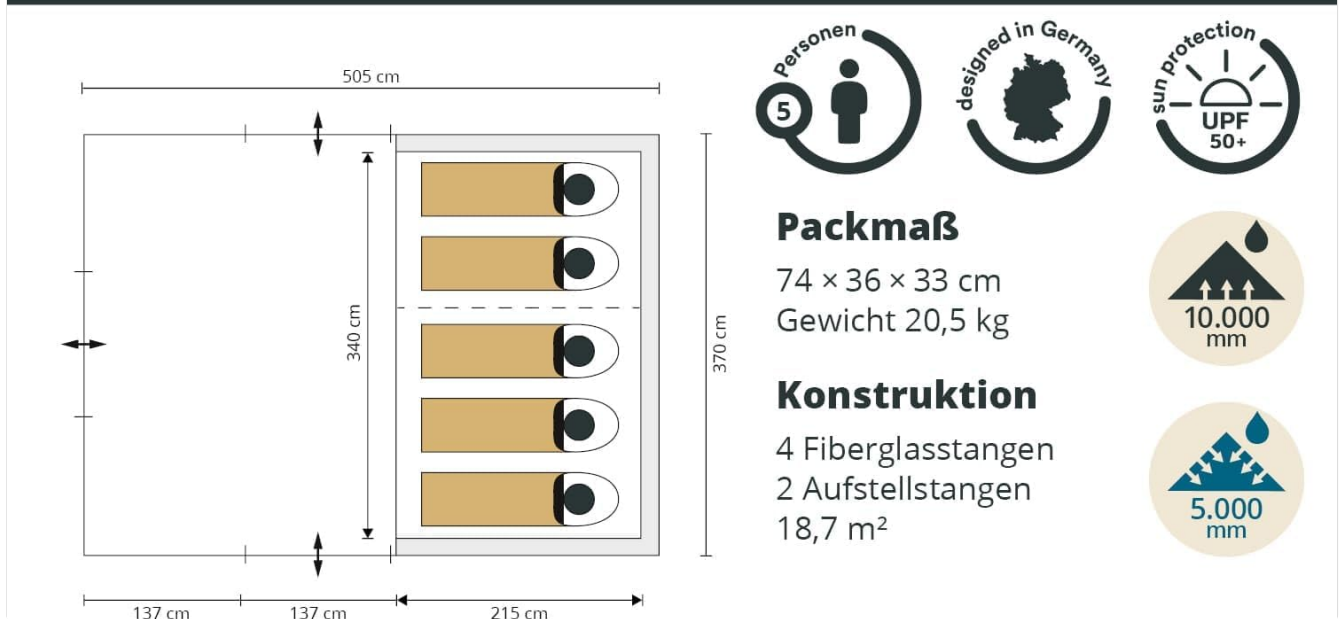 505 cm
340 cm
370 cm
137 cm
137 cm
215 cm
Personen
5
designed in Germany
sun protection
UPF
50+
Packmaß
74 × 36 × 33 cm
Gewicht 20,5 kg
Konstruktion
4 Fiberglasstangen
2 Aufstellstangen
18,7 m²
10.000
mm
5.000
mm